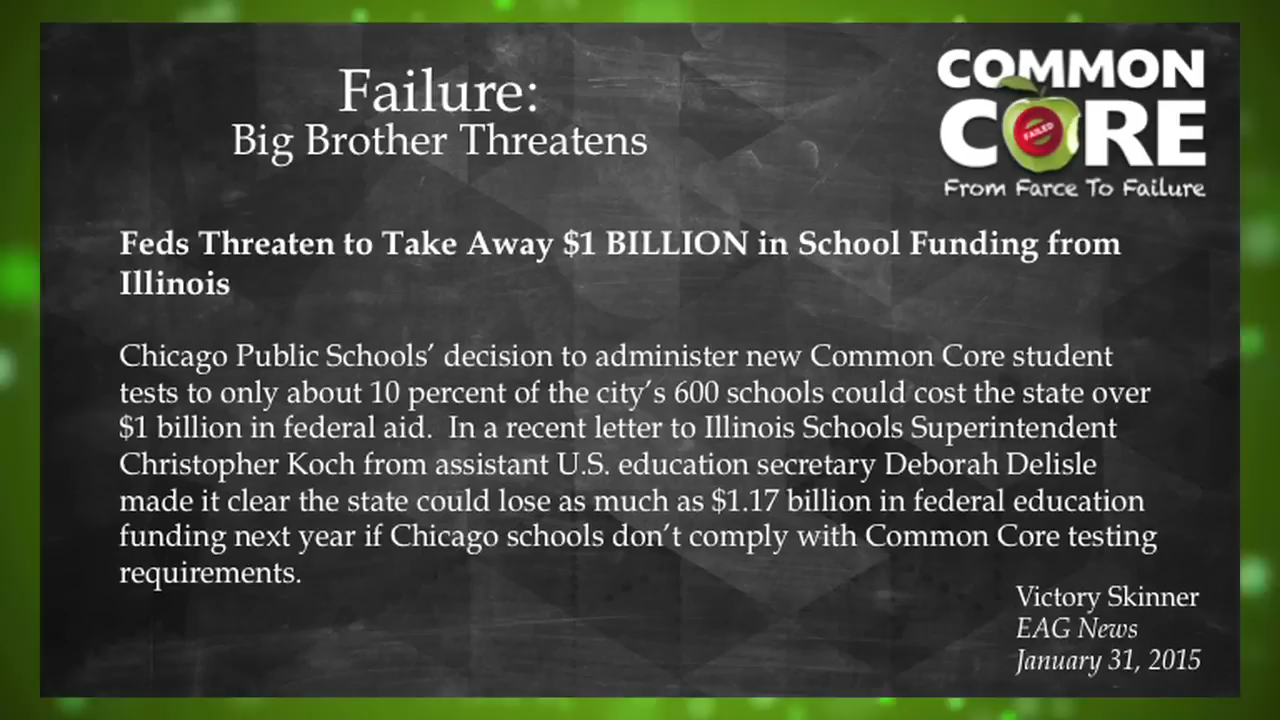 Failure:
Big Brother Threatens
COMMON
CORE
FAILED
From Farce To Failure
Feds Threaten to Take Away $1 BILLION in School Funding from
Illinois
Chicago Public Schools’ decision to administer new Common Core student
tests to only about 10 percent of the city’s 600 schools could cost the state over
$1 billion in federal aid.  In a recent letter to Illinois Schools Superintendent
Christopher Koch from assistant U.S. education secretary Deborah Delisle
made it clear the state could lose as much as $1.17 billion in federal education
funding next year if Chicago schools don’t comply with Common Core testing
requirements.
Victory Skinner
EAG News
January 31, 2015